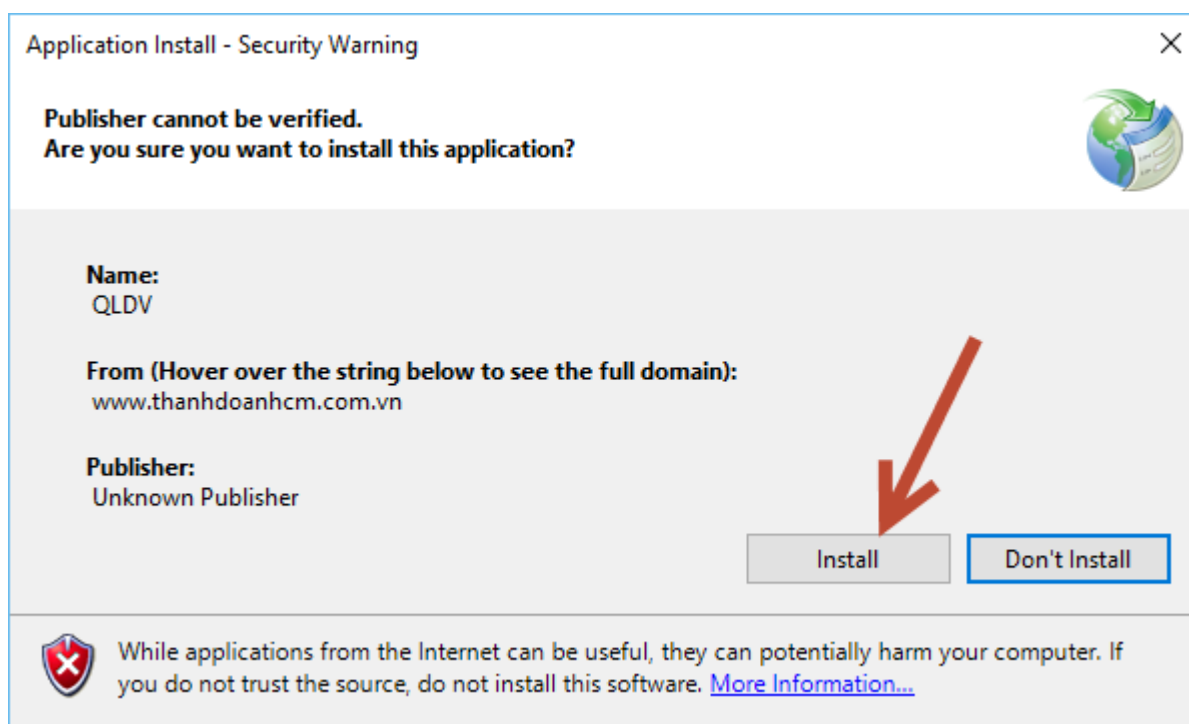 Application Install - Security Warning
Publisher cannot be verified.
Are you sure you want to install this application?
Name:
QLDV
From (Hover over the string below to see the full domain):
www.thanhdoanhcm.com.vn
Publisher:
Unknown Publisher
Install
Don't Install
While applications from the Internet can be useful, they can potentially harm your computer. If
you do not trust the source, do not install this software. More Information...